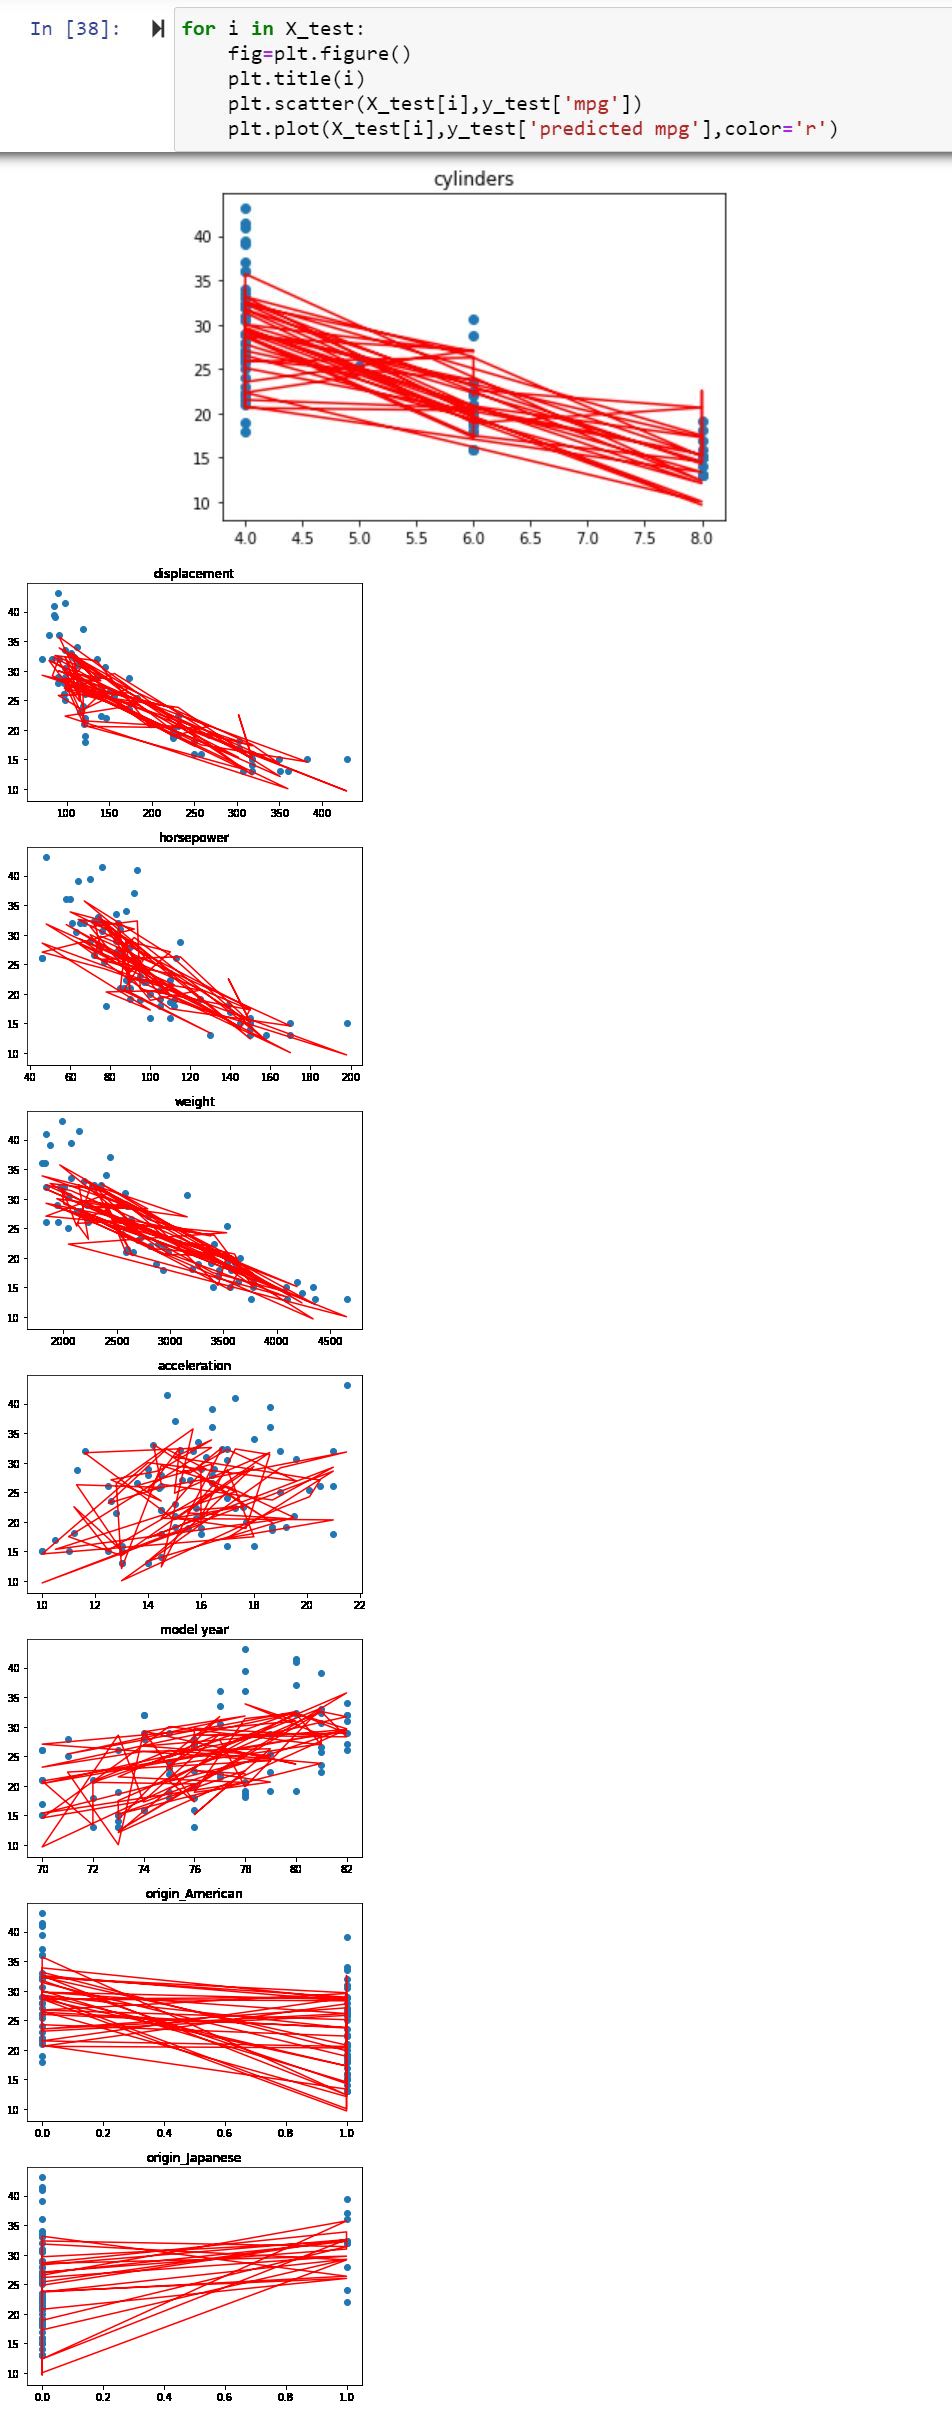 In [38]:
for i in X_test:
fig=plt.figure()
plt.title(i)
plt.scatter(X_test[i],y_test['mpg'])
plt.plot(X_test[i],y_test['predicted mpg'],color='r')
cylinders
40
35
30
25
20
15
10
4.0 4.5 5.0 5.5 6.0 6.5 7.0 7.5 8.0
displacement
40
35
30
25
20
15
10
100 150 200 250 300 350 400
horsepower
40
35
30
25
20
15
10
40 60 80 100 120 140 160 180 200
weight
40
35
30
25
20
15
10
2000 2500 3000 3500 4000 4500
acceleration
40
35
30
25
20
15
10
10 12 14 16 18 20 22
model year
40
35
30
25
20
15
10
70 72 74 76 78 80 82
origin_American
40
35
30
25
20
15
10
0.0 0.2 0.4 0.6 0.8 1.0
origin_Japanese
40
35
30
25
20
15
10
0.0 0.2 0.4 0.6 0.8 1.0